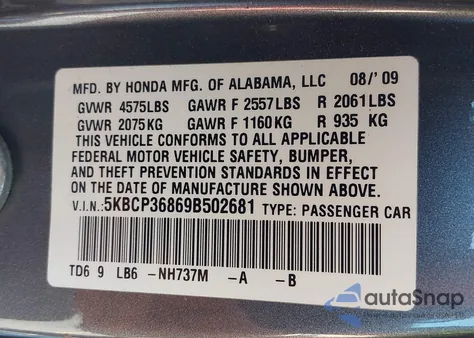 MFD. BY HONDA MFG. OF ALABAMA, LLC 08/'09
GVWR 4575LBS GAWR F 2557LBS R 2061LBS
GVWR 2075KG GAWR F 1160KG R 935 KG
THIS VEHICLE CONFORMS TO ALL APPLICABLE
FEDERAL MOTOR VEHICLE SAFETY, BUMPER,
AND THEFT PREVENTION STANDARDS IN EFFECT
ON THE DATE OF MANUFACTURE SHOWN ABOVE.
V.I.N.:5KBCP36869B502681 TYPE: PASSENGER CAR
TD6 9 LB6 -NH737M -A -B
autaSnap